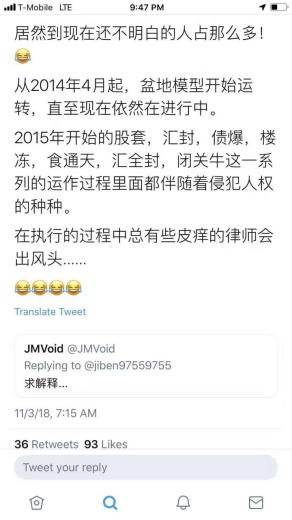 T-Mobile LTE 9:47 PM
居然到现在还不明白的人占那么多！
😂
从2014年4月起，盆地模型开始运
转，直至现在依然在进行中。
2015年开始的股套，汇封，债爆，楼
冻，食通天，汇全封，闭关牛这一系
列的运作过程里面都伴随着侵犯人权
的种种。
在执行的过程中总有些皮痒的律师会
出风头......
😂😂😂😂
Translate Tweet
JMVoid @JMVoid
Replying to @jiben97559755
求解释...
11/3/18, 7:15 AM
36 Retweets 93 Likes
Tweet your reply